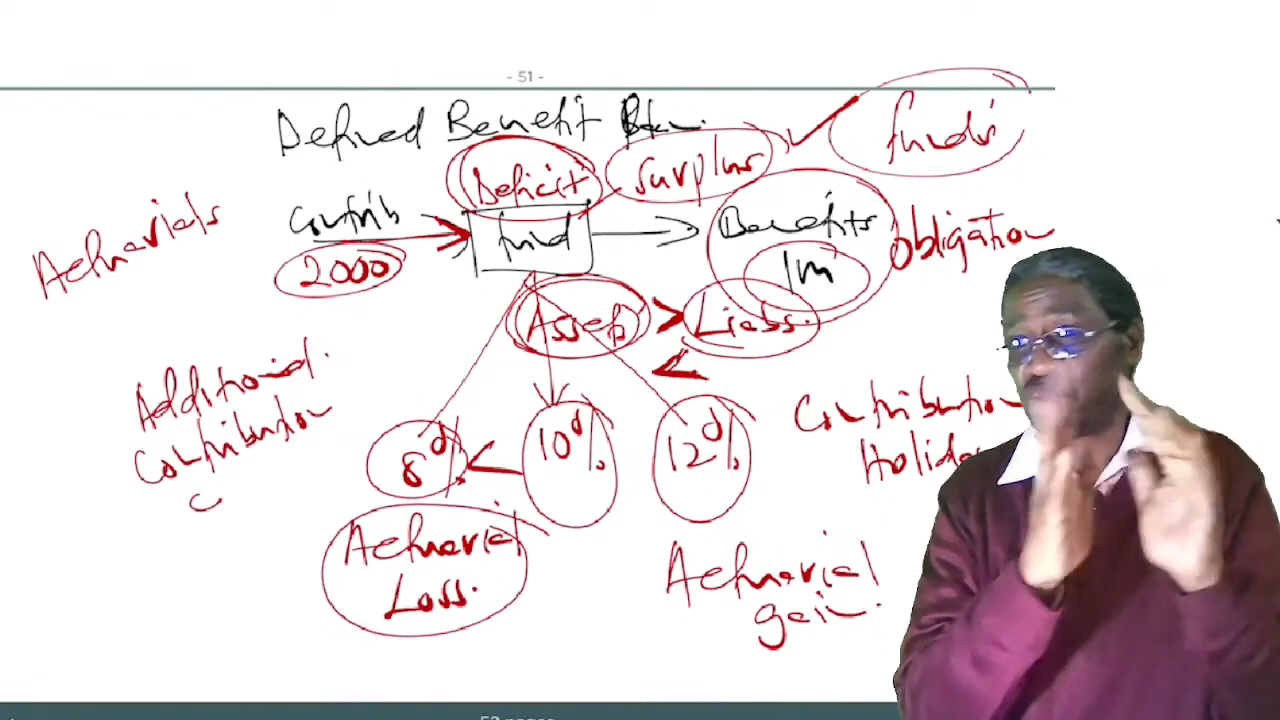 - 51 -
Defined Benefit
Deficit
Surplus
funds
Actuarials
Contrib
fund
Benefits
obligation
2000
1m
Assets > Liabs.
<
Additional
Contribution
Contribution
8%
10%
12%
<
Actuarial
Loss.
Actuarial
gain.